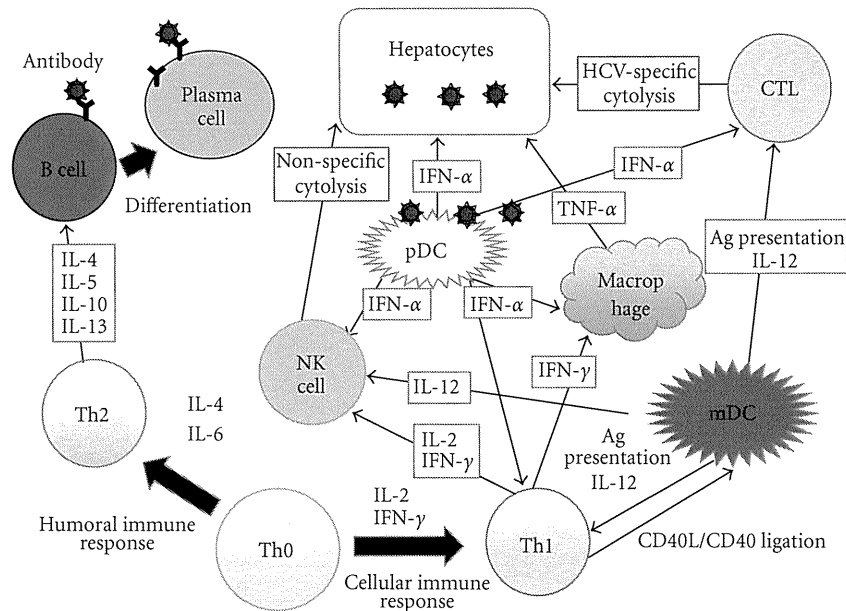 Antibody
Plasma
cell
B cell
Differentiation
IL-4
IL-5
IL-10
IL-13
Th2
IL-4
IL-6
Humoral immune
response
Th0
IL-2
IFN-γ
Cellular immune
response
Th1
Hepatocytes
HCV-specific
cytolysis
CTL
Non-specific
cytolysis
IFN-α
IFN-α
TNF-α
pDC
Ag presentation
IL-12
Macrop
hage
IFN-α
IFN-α
NK
cell
IL-12
IFN-γ
mDC
IL-2
IFN-γ
Ag
presentation
IL-12
CD40L/CD40 ligation